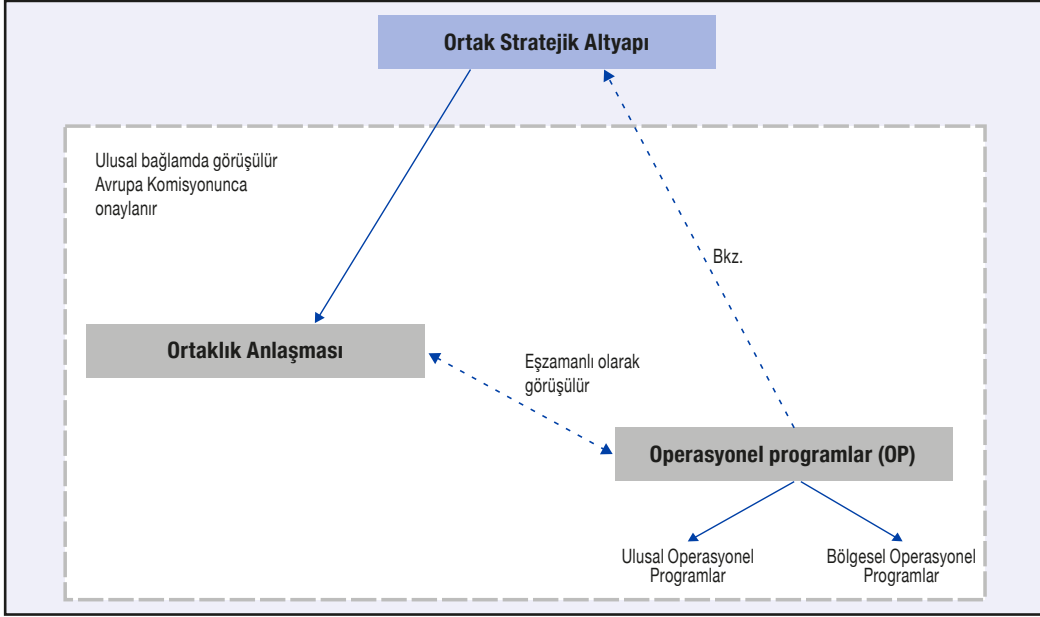 Ortak Stratejik Altyapı
Ulusal bağlamda görüşülür
Avrupa Komisyonunca
onaylanır
Bkz.
Ortaklık Anlaşması
Eşzamanlı olarak
görüşülür
Operasyonel programlar (OP)
Ulusal Operasyonel
Programlar
Bölgesel Operasyonel
Programlar